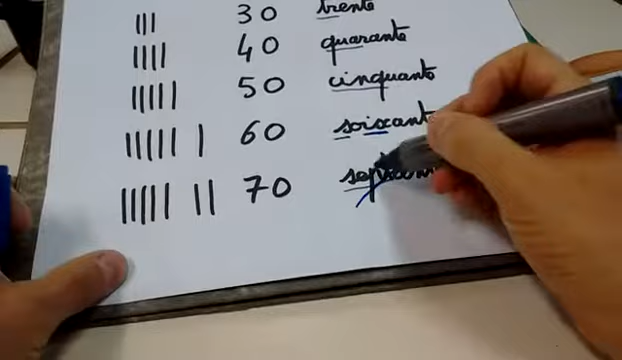 30 trente
40 quarante
50 cinquante
60 soixante
70